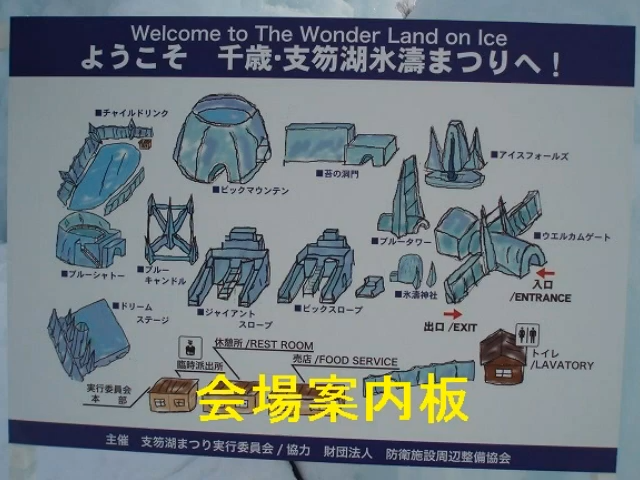 Welcome to The Wonder Land on Ice
ようこそ 千歳・支笏湖氷濤まつりへ！
■チャイルドリンク
■ビックマウンテン
■苔の洞門
■アイスフォールズ
■ブルーシャトー
■ブルー
キャンドル
■ジャイアント
スロープ
■ビックスロープ
■ブルータワー
■氷濤神社
■ウエルカムゲート
入口
/ENTRANCE
出口 /EXIT
■ドリーム
ステージ
臨時派出所
休憩所 /REST ROOM
売店 /FOOD SERVICE
トイレ
/LAVATORY
実行委員会
本部
会場案内板
主催 支笏湖まつり実行委員会 / 協力 財団法人 防衛施設周辺整備協会